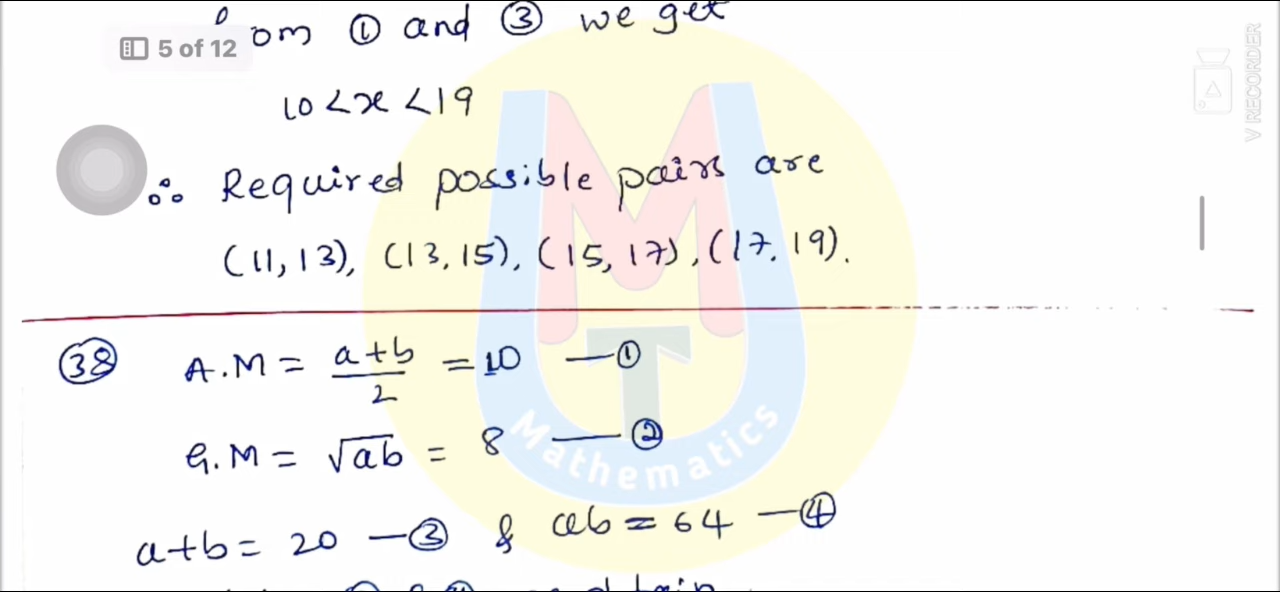 om ① and ③ we get
5 of 12
10 < x < 19
∴ Required possible pairs are
(11, 13), (13, 15), (15, 17), (17, 19).
㊳ A.M = a+b/2 = 10 —①
G.M = √ab = 8 —②
a+b = 20 —③ & ab = 64 —④
Mathematics
V RECORDER